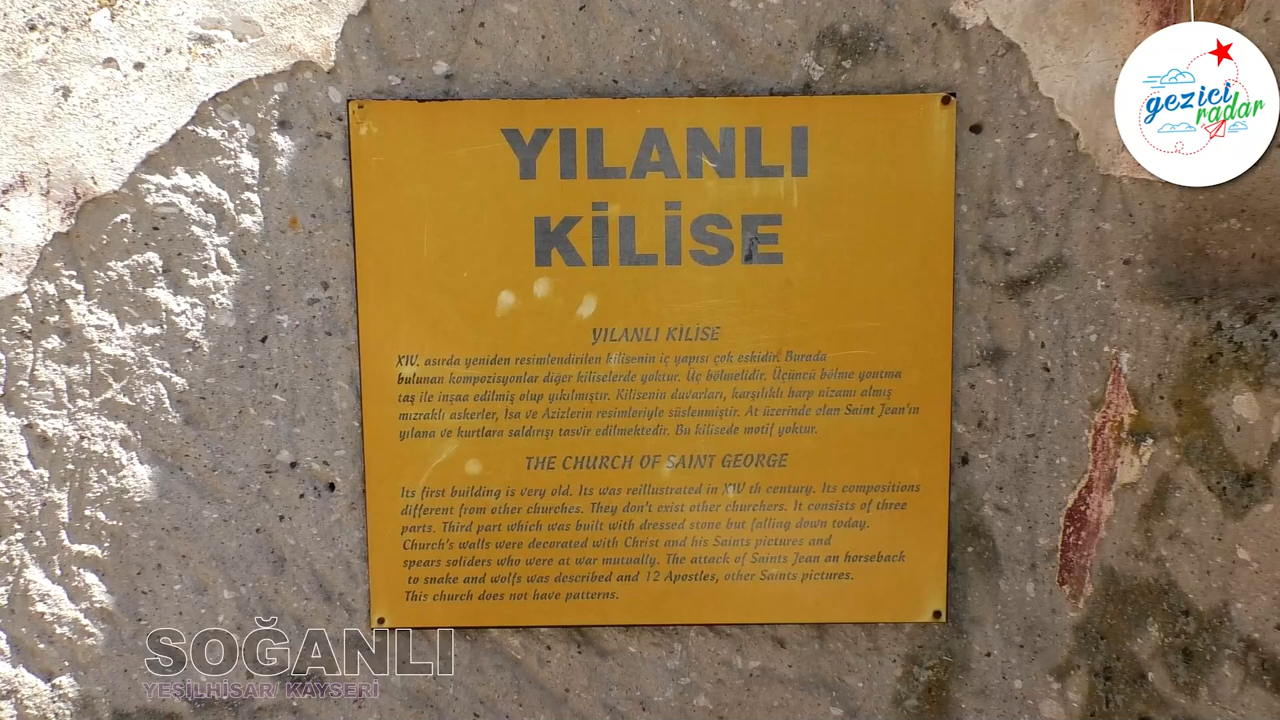 gezici
radar
YILANLI
KİLİSE
YILANLI KİLİSE
XIV. asırda yeniden resimlendirilen kilisenin iç yapısı çok eskidir. Burada
bulunan kompozisyonlar diğer kiliselerde yoktur. Üç bölmelidir. Üçüncü bölme yontma
taş ile inşaa edilmiş olup yıkılmıştır. Kilisenin duvarları, karşılıklı harp nizamı almış
mızraklı askerler, İsa ve Azizlerin resimleriyle süslenmiştir. At üzerinde olan Saint Jean'ın
yılana ve kurtlara saldırışı tasvir edilmektedir. Bu kilisede motif yoktur.
THE CHURCH OF SAINT GEORGE
Its first building is very old. Its was reillustrated in XIV th century. Its compositions
different from other churches. They don't exist other churchers. It consists of three
parts. Third part which was built with dressed stone but falling down today.
Church's walls were decorated with Christ and his Saints pictures and
spears soliders who were at war mutually. The attack of Saints Jean an horseback
to snake and wolfs was described and 12 Apostles, other Saints pictures.
This church does not have patterns.
SOĞANLI
YEŞİLHİSAR/ KAYSERİ